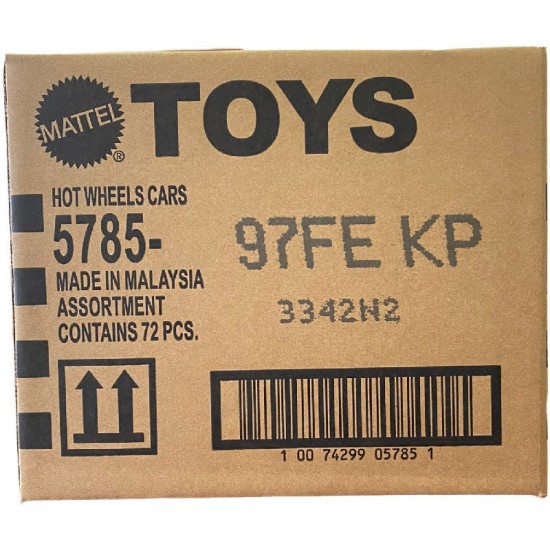 MATTEL® TOYS
HOT WHEELS CARS
5785-
MADE IN MALAYSIA
ASSORTMENT
CONTAINS 72 PCS.
97FE KP
3342W2
1 00 74299 05785 1